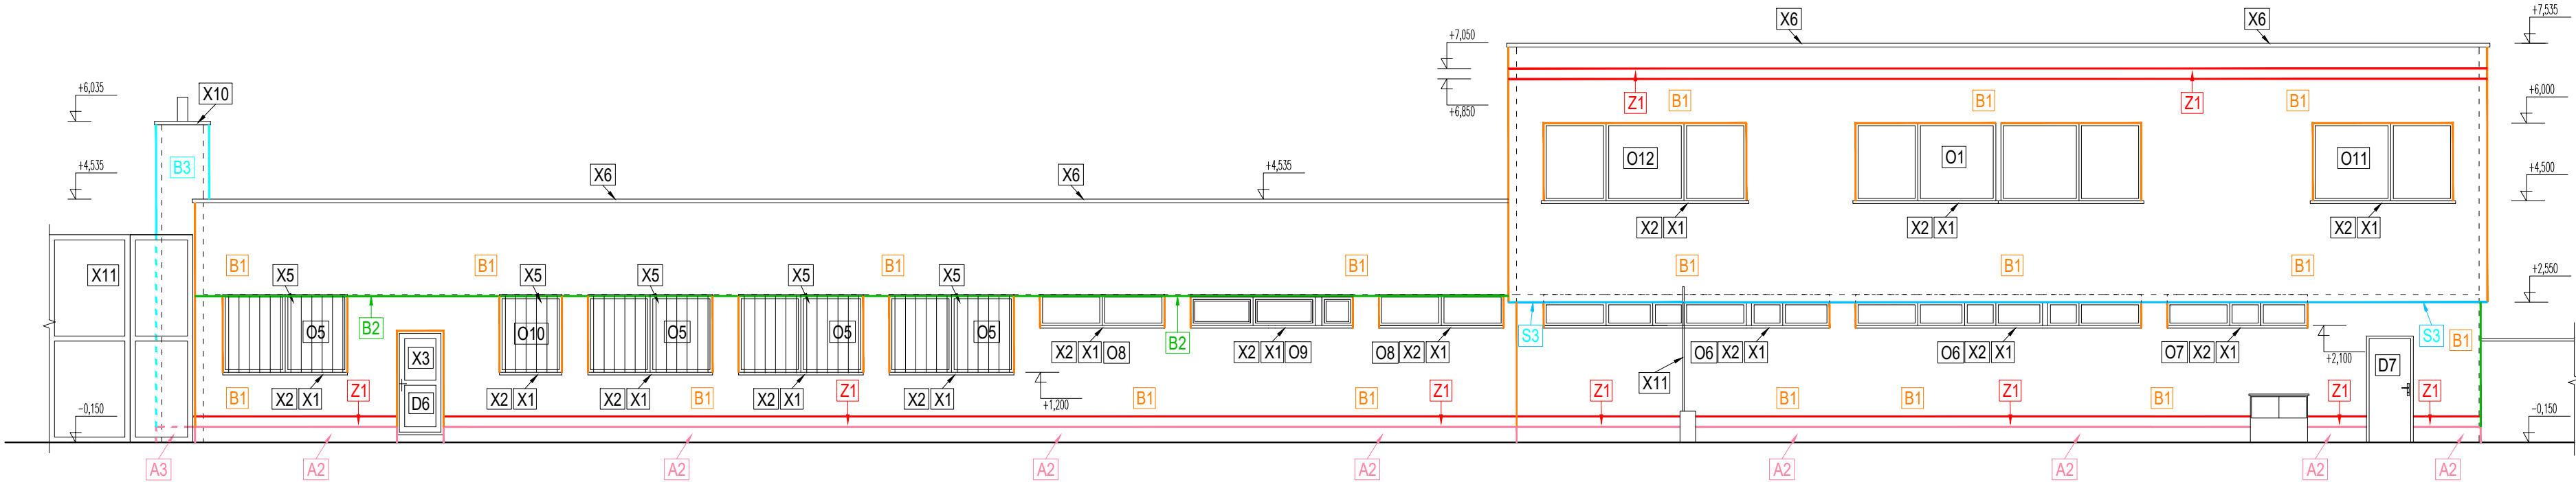 X6 X6 +7,535
+7,050
+6,035 X10 Z1 B1 B1 Z1 B1 +6,000
+6,850
B3 +4,535 X6 X6 +4,535 O12 O1 O11 +4,500
X2 X1 X2 X1 X2 X1
X11 B1 X5 B1 X5 X5 X5 B1 X5 B1 B1 B1 B1 +2,550
O5 B2 O10 O5 O5 O5 B2 S3 S3 B1
X3 X2 X1 O8 X2 X1 O9 O8 X2 X1 O6 X2 X1 O6 X2 X1 O7 X2 X1 +2,100 D7
X11
B1 X2 X1 Z1 D6 X2 X1 X2 X1 B1 X2 X1 Z1 X2 X1 +1,200 B1 B1 Z1 Z1 B1 B1 Z1 B1 Z1 Z1
-0,150 -0,150
A3 A2 A2 A2 A2 A2 A2 A2 A2